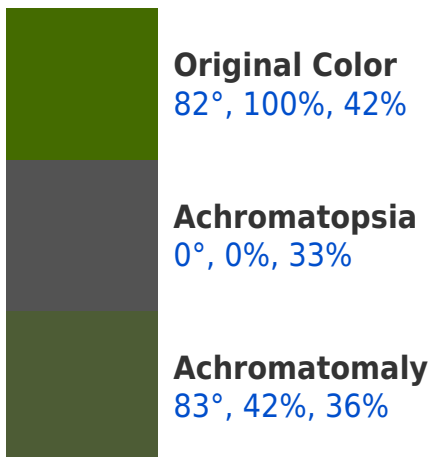 Original Color
82°, 100%, 42%
Achromatopsia
0°, 0%, 33%
Achromatomaly
83°, 42%, 36%